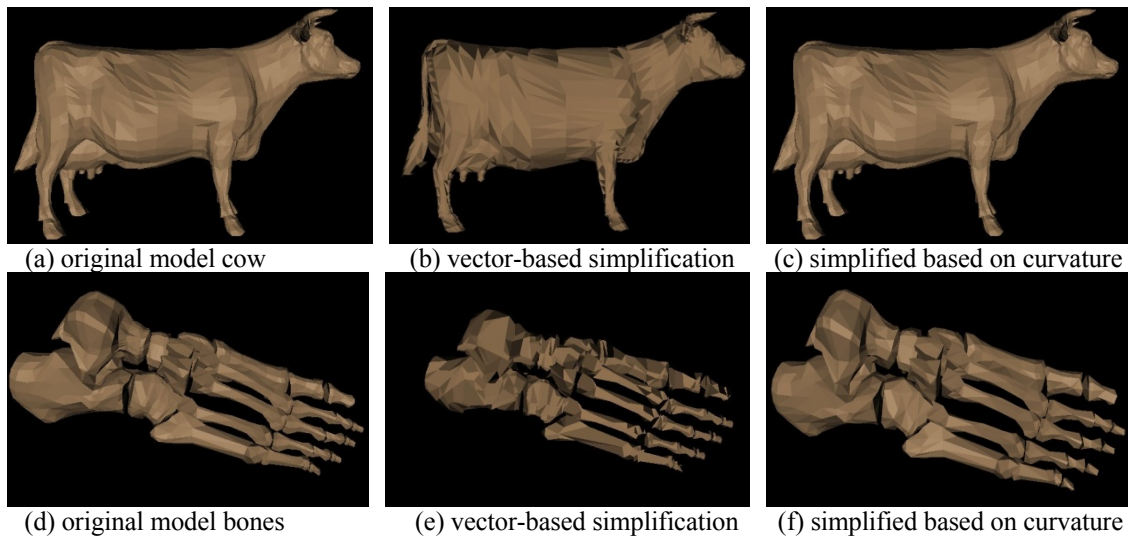 (a) original model cow
(b) vector-based simplification
(c) simplified based on curvature
(d) original model bones
(e) vector-based simplification
(f) simplified based on curvature